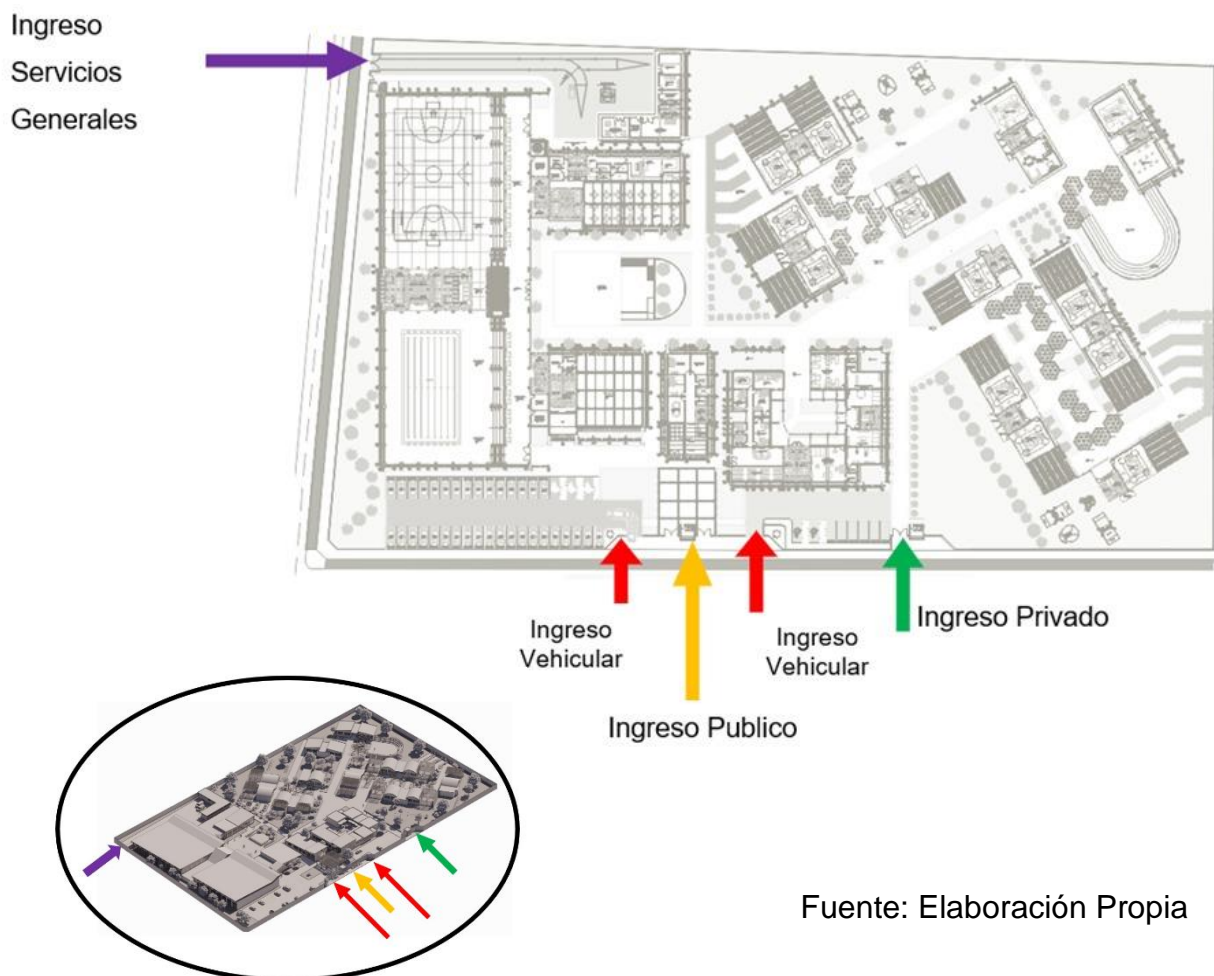 Ingreso
Servicios
Generales
Ingreso
Vehicular
Ingreso Publico
Ingreso
Vehicular
Ingreso Privado
Fuente: Elaboración Propia